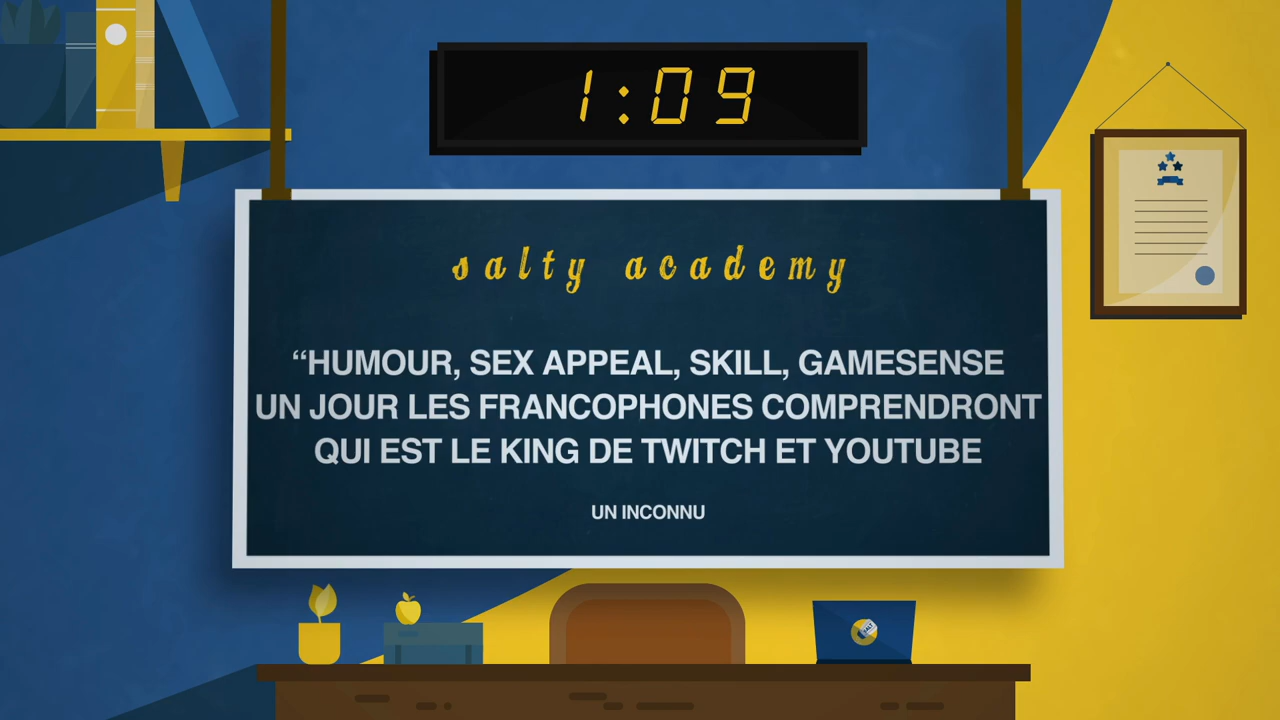 1:09
salty academy
“HUMOUR, SEX APPEAL, SKILL, GAMESENSE
UN JOUR LES FRANCOPHONES COMPRENDRONT
QUI EST LE KING DE TWITCH ET YOUTUBE
UN INCONNU